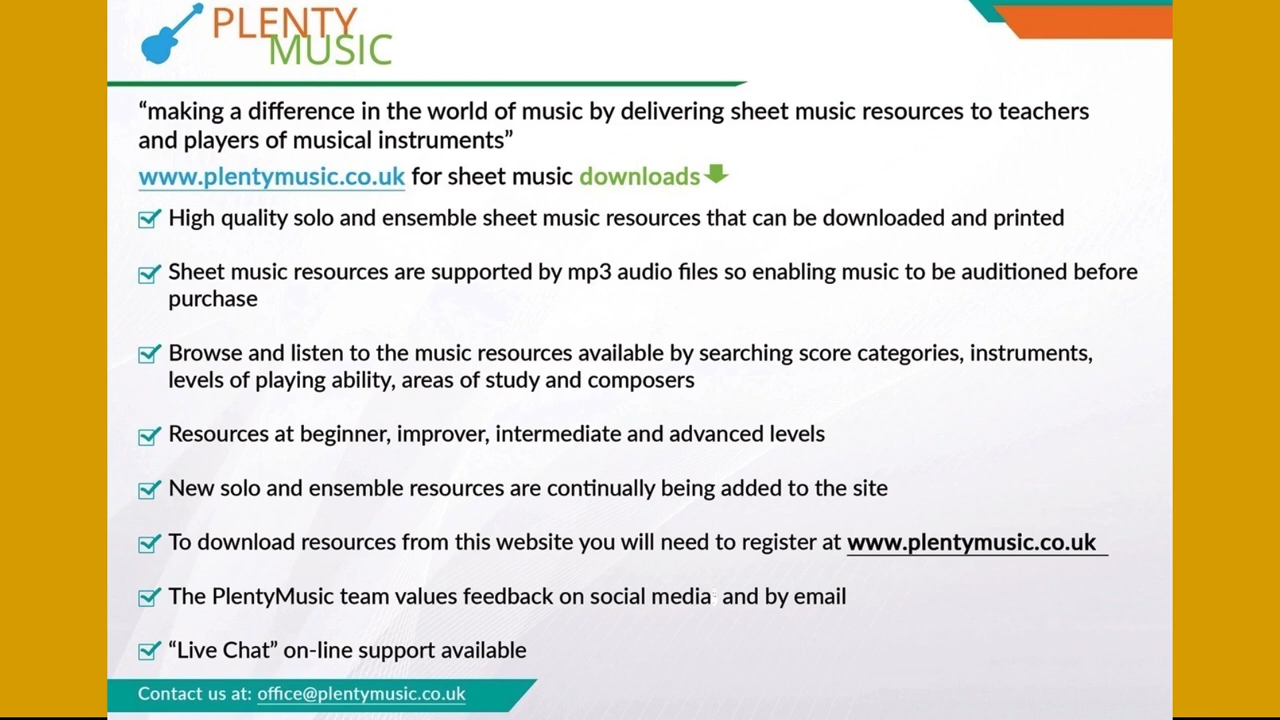 PLENTY
MUSIC
“making a difference in the world of music by delivering sheet music resources to teachers
and players of musical instruments”
www.plentymusic.co.uk for sheet music downloads
High quality solo and ensemble sheet music resources that can be downloaded and printed
Sheet music resources are supported by mp3 audio files so enabling music to be auditioned before
purchase
Browse and listen to the music resources available by searching score categories, instruments,
levels of playing ability, areas of study and composers
Resources at beginner, improver, intermediate and advanced levels
New solo and ensemble resources are continually being added to the site
To download resources from this website you will need to register at www.plentymusic.co.uk
The PlentyMusic team values feedback on social media and by email
“Live Chat” on-line support available
Contact us at: office@plentymusic.co.uk